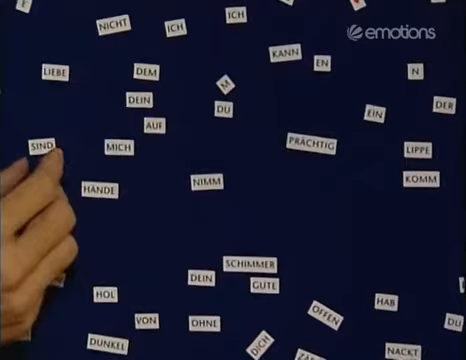 NICHT
ICH
ICH
emotions
KANN
EN
LIEBE
DEM
M
N
DEIN
DU
EIN
DER
AUF
SIND
MICH
PRÄCHTIG
LIPPE
HÄNDE
NIMM
KOMM
SCHIMMER
DEIN
GUTE
HOL
HAB
VON
OHNE
OFFEN
DU
DUNKEL
DICH
NACKT